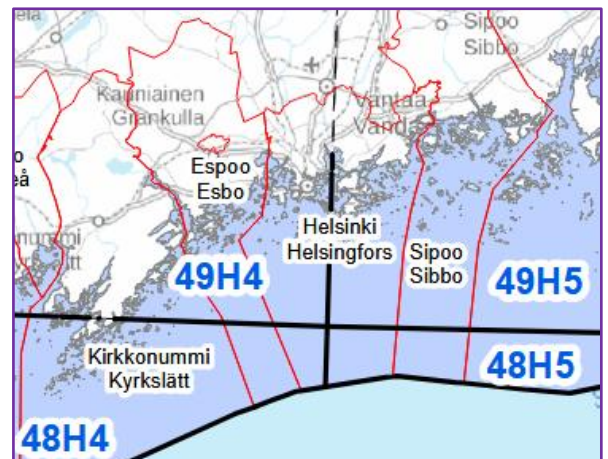 Sipoo
Sibbo
Kauniainen
Grankulla
Vantaa
Vanda
Espoo
Esbo
Helsinki
Helsingfors
Sipoo
Sibbo
49H4
49H5
Kirkkonummi
Kyrkslätt
48H5
48H4